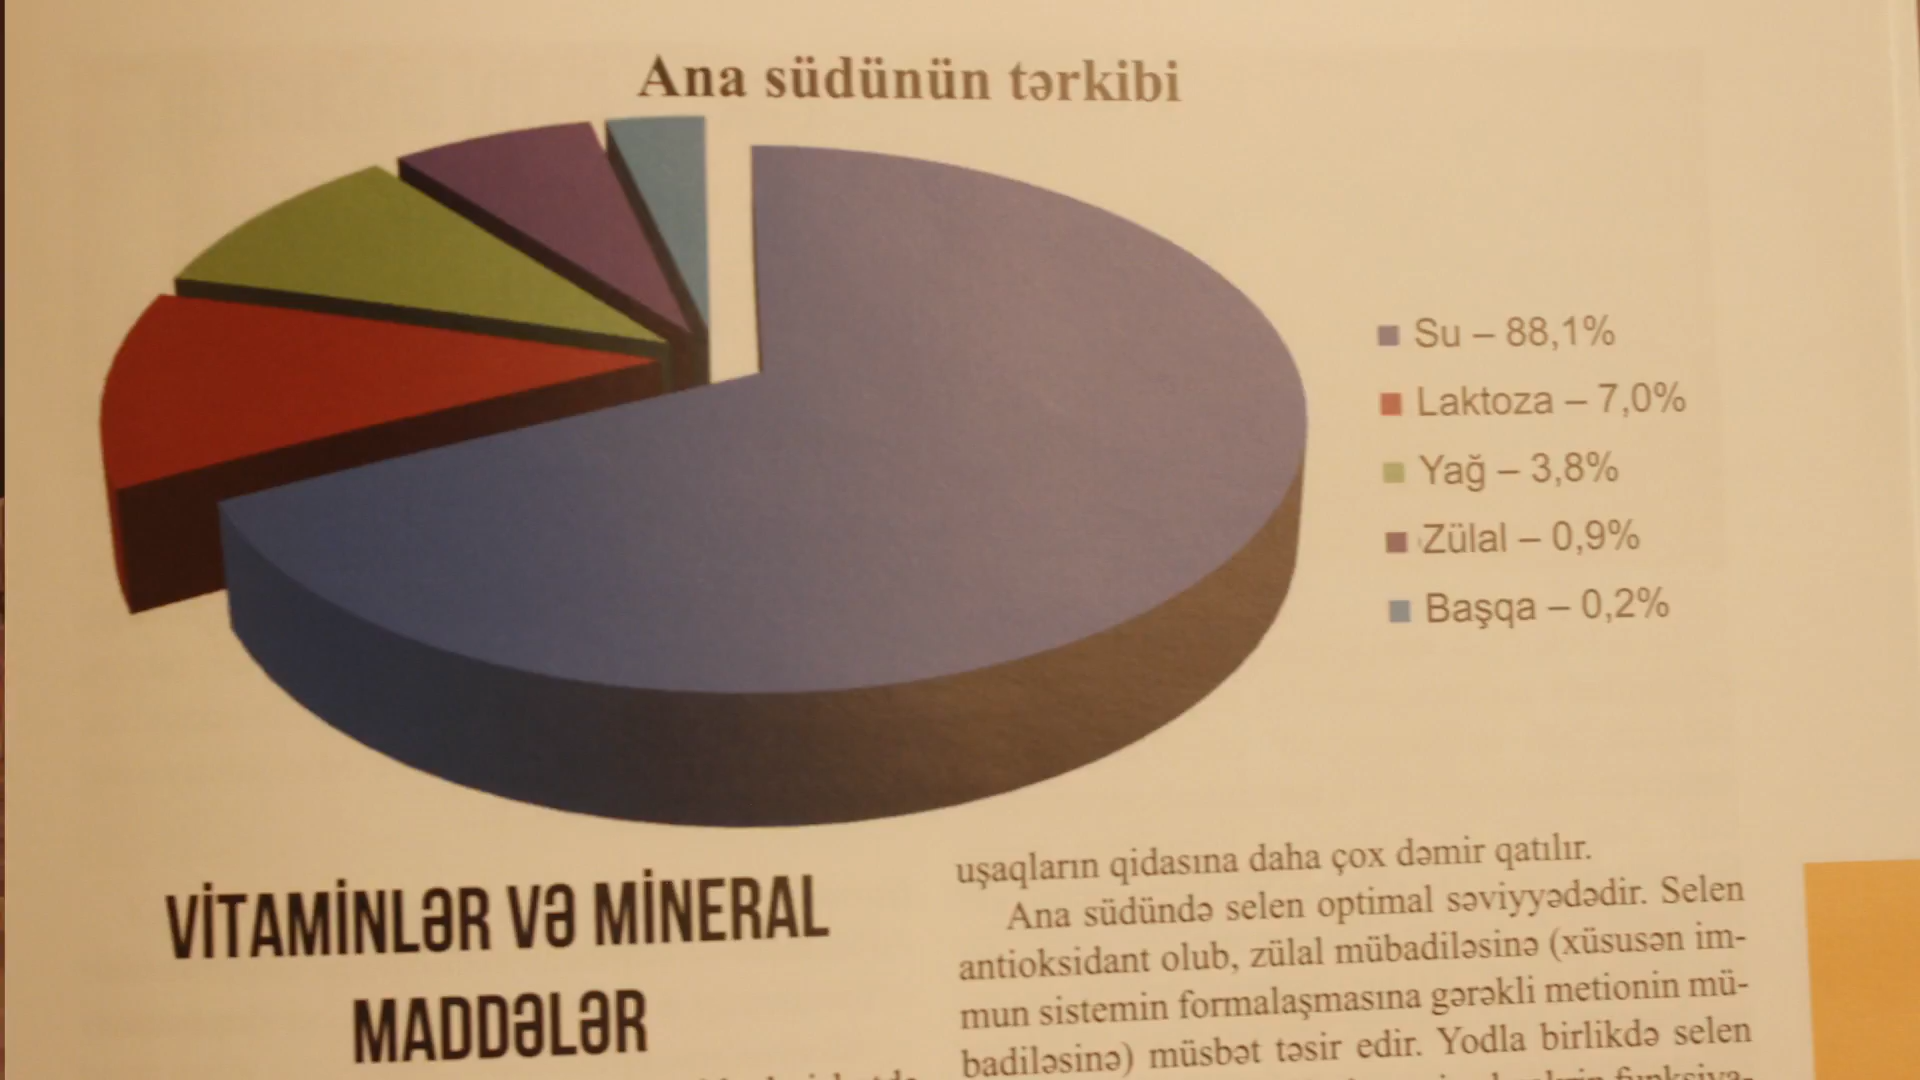 Ana südünün tərkibi
Su – 88,1%
Laktoza – 7,0%
Yağ – 3,8%
Zülal – 0,9%
Başqa – 0,2%
VİTAMİNLƏR VƏ MİNERAL
MADDƏLƏR
uşaqların qidasına daha çox dəmir qatılır.
Ana südündə selen optimal səviyyədədir. Selen
antioksidant olub, zülal mübadiləsinə (xüsusən im-
mun sistemin formalaşmasına gərəkli metionin mü-
badiləsinə) müsbət təsir edir. Yodla birlikdə selen